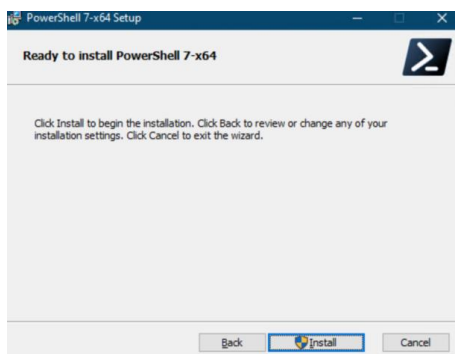 PowerShell 7-x64 Setup
Ready to install PowerShell 7-x64
Click Install to begin the installation. Click Back to review or change any of your
installation settings. Click Cancel to exit the wizard.
Back Install Cancel